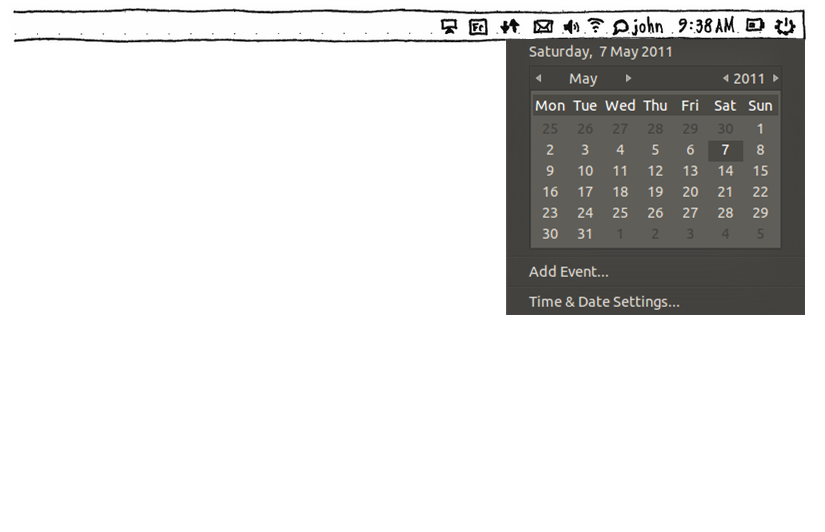 Fc john 9:38 AM
Saturday, 7 May 2011
May 2011
Mon Tue Wed Thu Fri Sat Sun
25 26 27 28 29 30 1
2 3 4 5 6 7 8
9 10 11 12 13 14 15
16 17 18 19 20 21 22
23 24 25 26 27 28 29
30 31 1 2 3 4 5
Add Event...
Time & Date Settings...